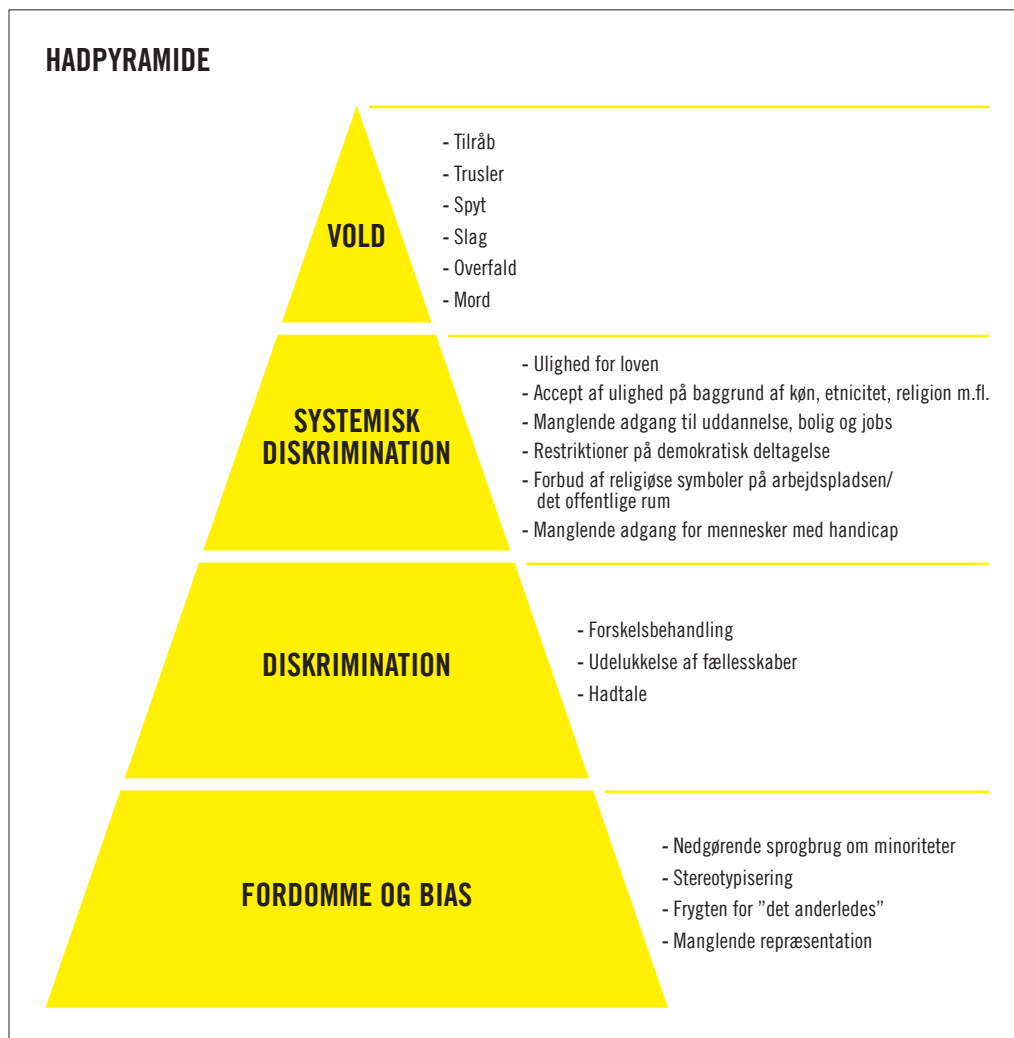 HADPYRAMIDE
VOLD
- Tilråb
- Trusler
- Spyt
- Slag
- Overfald
- Mord
SYSTEMISK
DISKRIMINATION
- Ulighed for loven
- Accept af ulighed på baggrund af køn, etnicitet, religion m.fl.
- Manglende adgang til uddannelse, bolig og jobs
- Restriktioner på demokratisk deltagelse
- Forbud af religiøse symboler på arbejdspladsen/
det offentlige rum
- Manglende adgang for mennesker med handicap
DISKRIMINATION
- Forskelsbehandling
- Udelukkelse af fællesskaber
- Hadtale
FORDOMME OG BIAS
- Nedgørende sprogbrug om minoriteter
- Stereotypisering
- Frygten for ”det anderledes”
- Manglende repræsentation